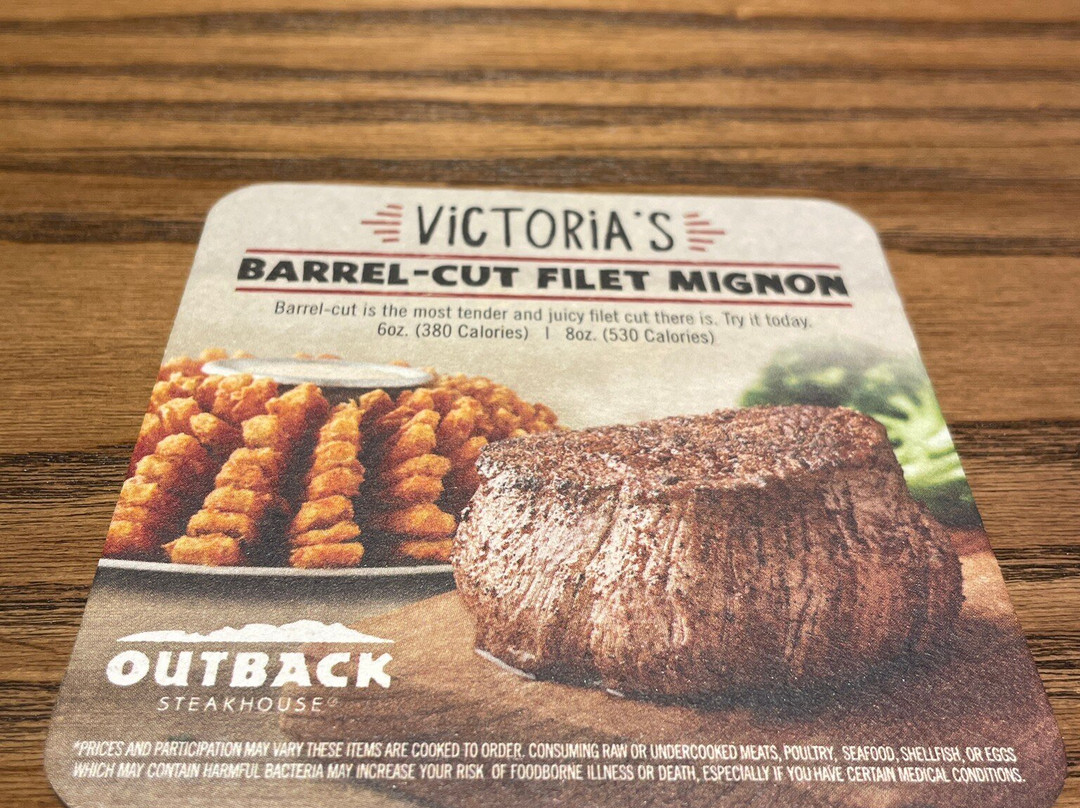 ViCTORiA'S
BARREL-CUT FILET MIGNON
Barrel-cut is the most tender and juicy filet cut there is. Try it today.
6oz. (380 Calories) | 8oz. (530 Calories)
OUTBACK
STEAKHOUSE®
*PRICES AND PARTICIPATION MAY VARY THESE ITEMS ARE COOKED TO ORDER. CONSUMING RAW OR UNDERCOOKED MEATS, POULTRY, SEAFOOD, SHELLFISH, OR EGGS
WHICH MAY CONTAIN HARMFUL BACTERIA MAY INCREASE YOUR RISK OF FOODBORNE ILLNESS OR DEATH, ESPECIALLY IF YOU HAVE CERTAIN MEDICAL CONDITIONS.